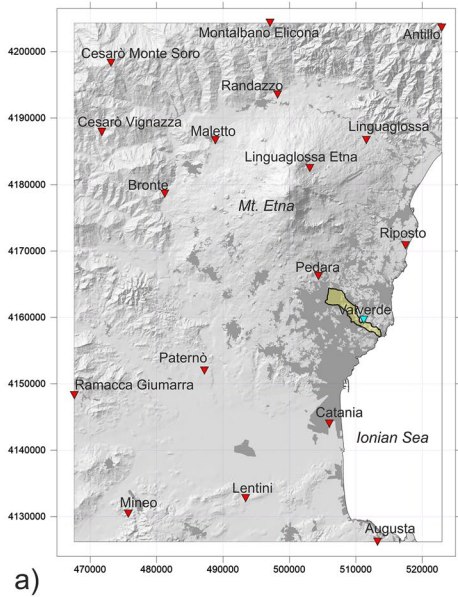 Montalbano Elicona
Antillo
4200000
Cesarò Monte Soro
Randazzo
4190000
Cesarò Vignazza
Maletto
Linguaglossa
Linguaglossa Etna
4180000
Bronte
Mt. Etna
Riposto
4170000
Pedara
4160000
Valverde
Paternò
4150000
Ramacca Giumarra
Catania
Ionian Sea
4140000
Lentini
Mineo
4130000
Augusta
470000 480000 490000 500000 510000 520000
a)